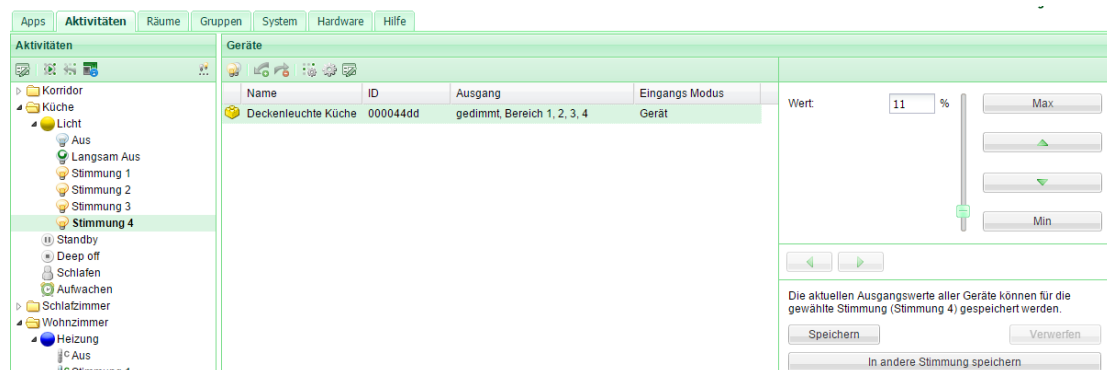 Apps Aktivitäten Räume Gruppen System Hardware Hilfe
Aktivitäten
Korridor
Küche
Licht
Aus
Langsam Aus
Stimmung 1
Stimmung 2
Stimmung 3
Stimmung 4
Standby
Deep off
Schlafen
Aufwachen
Schlafzimmer
Wohnzimmer
Heizung
Aus
Geräte
Name ID Ausgang Eingangs Modus
Deckenleuchte Küche 000044dd gedimmt, Bereich 1, 2, 3, 4 Gerät
Wert: 11 % Max
Min
Die aktuellen Ausgangswerte aller Geräte können für die
gewählte Stimmung (Stimmung 4) gespeichert werden.
Speichern Verwerfen
In andere Stimmung speichern